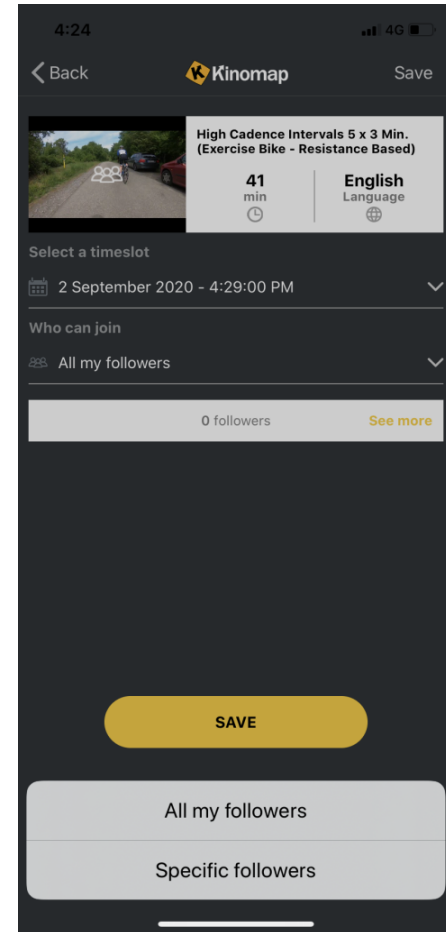 4:24
4G
Back
Kinomap
Save
High Cadence Intervals 5 x 3 Min.
(Exercise Bike - Resistance Based)
41
min
English
Language
Select a timeslot
2 September 2020 - 4:29:00 PM
Who can join
All my followers
0 followers
See more
SAVE
All my followers
Specific followers